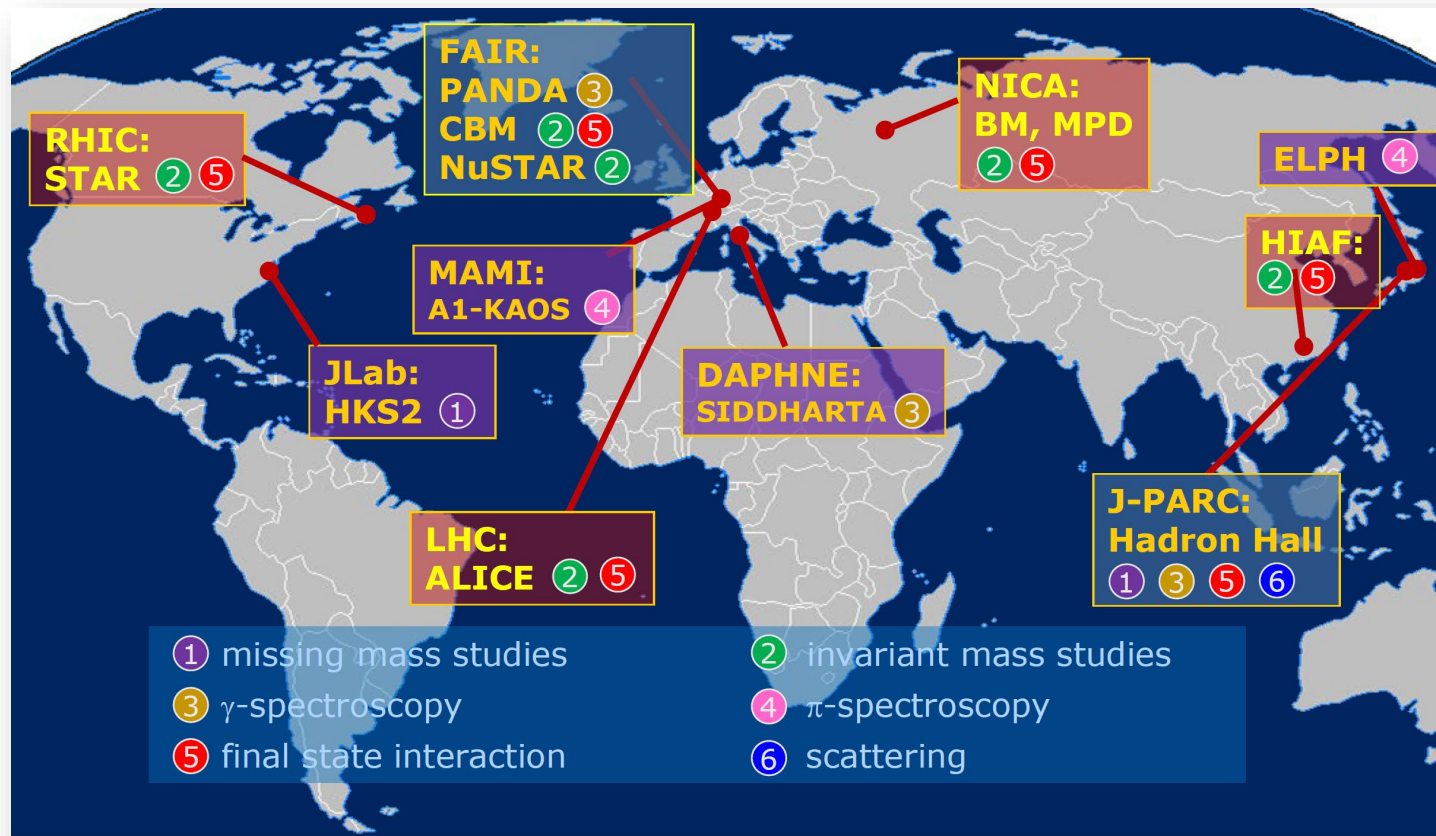 FAIR:
PANDA 3
CBM 2 5
NuSTAR 2
RHIC:
STAR 2 5
NICA:
BM, MPD
2 5
ELPH 4
HIAF:
2 5
MAMI:
A1-KAOS 4
JLab:
HKS2 1
DAPHNE:
SIDDHARTA 3
LHC:
ALICE 2 5
J-PARC:
Hadron Hall
1 3 5 6
1 missing mass studies
2 invariant mass studies
3 γ-spectroscopy
4 π-spectroscopy
5 final state interaction
6 scattering